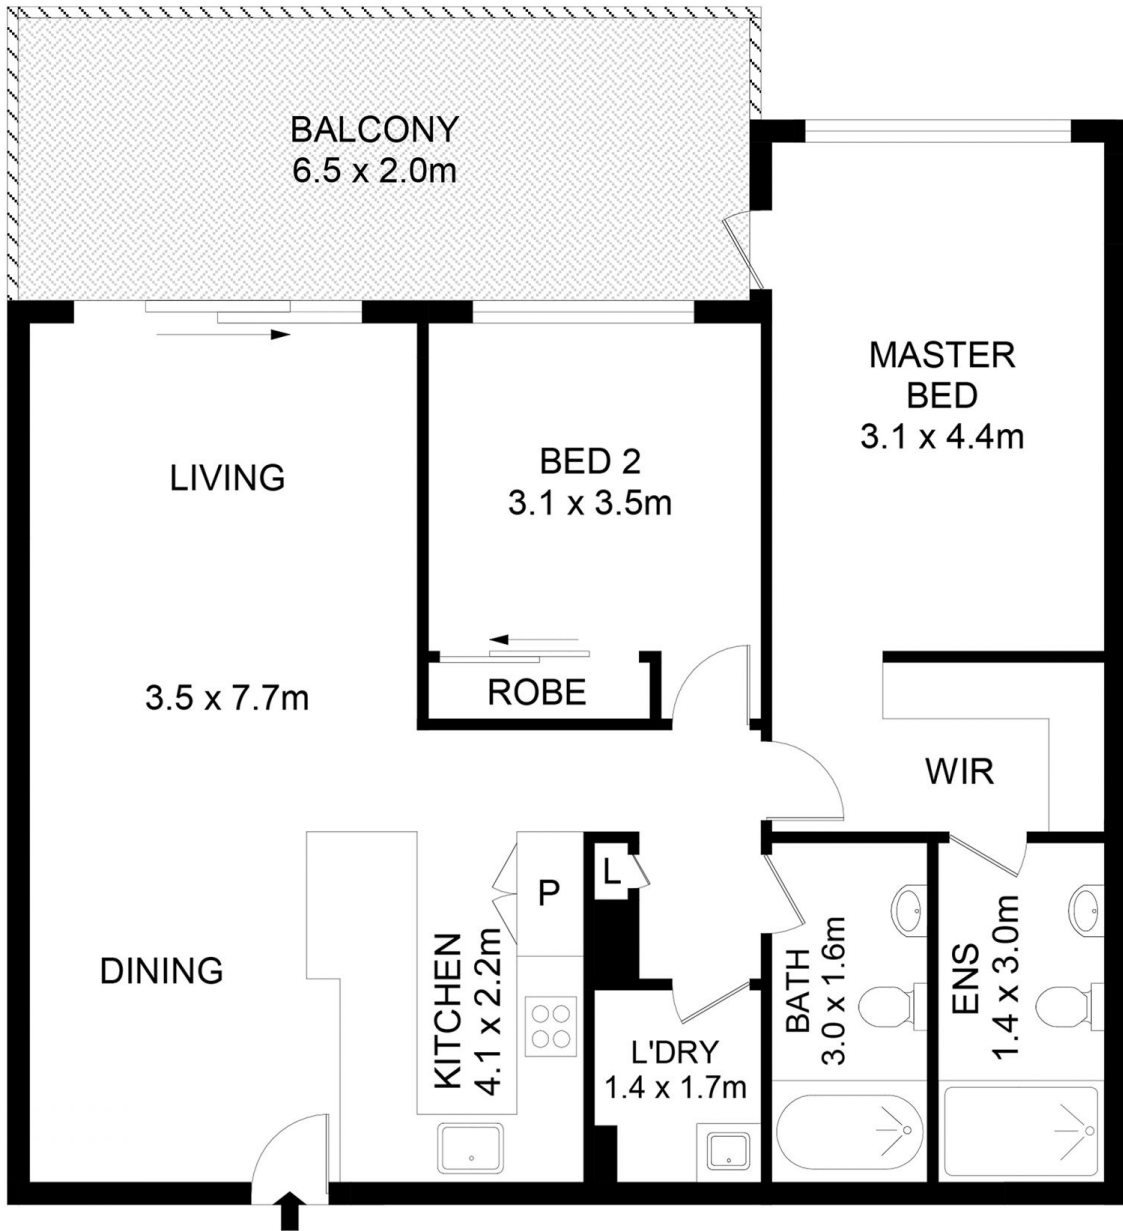 BALCONY
6.5 x 2.0m
MASTER
BED
3.1 x 4.4m
LIVING
BED 2
3.1 x 3.5m
3.5 x 7.7m
ROBE
WIR
L
P
DINING
KITCHEN
4.1 x 2.2m
L'DRY
1.4 x 1.7m
BATH
3.0 x 1.6m
ENS
1.4 x 3.0m